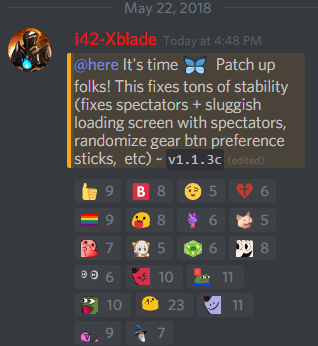 May 22, 2018
i42-Xblade Today at 4:48 PM
@here It's time Patch up
folks! This fixes tons of stability
(fixes spectators + sluggish
loading screen with spectators,
randomize gear btn preference
sticks, etc) ~ v1.1.3c (edited)
9 B 8 5 6
9 8 6 5
7 5 6 8
6 10 11
10 23 11
9 7